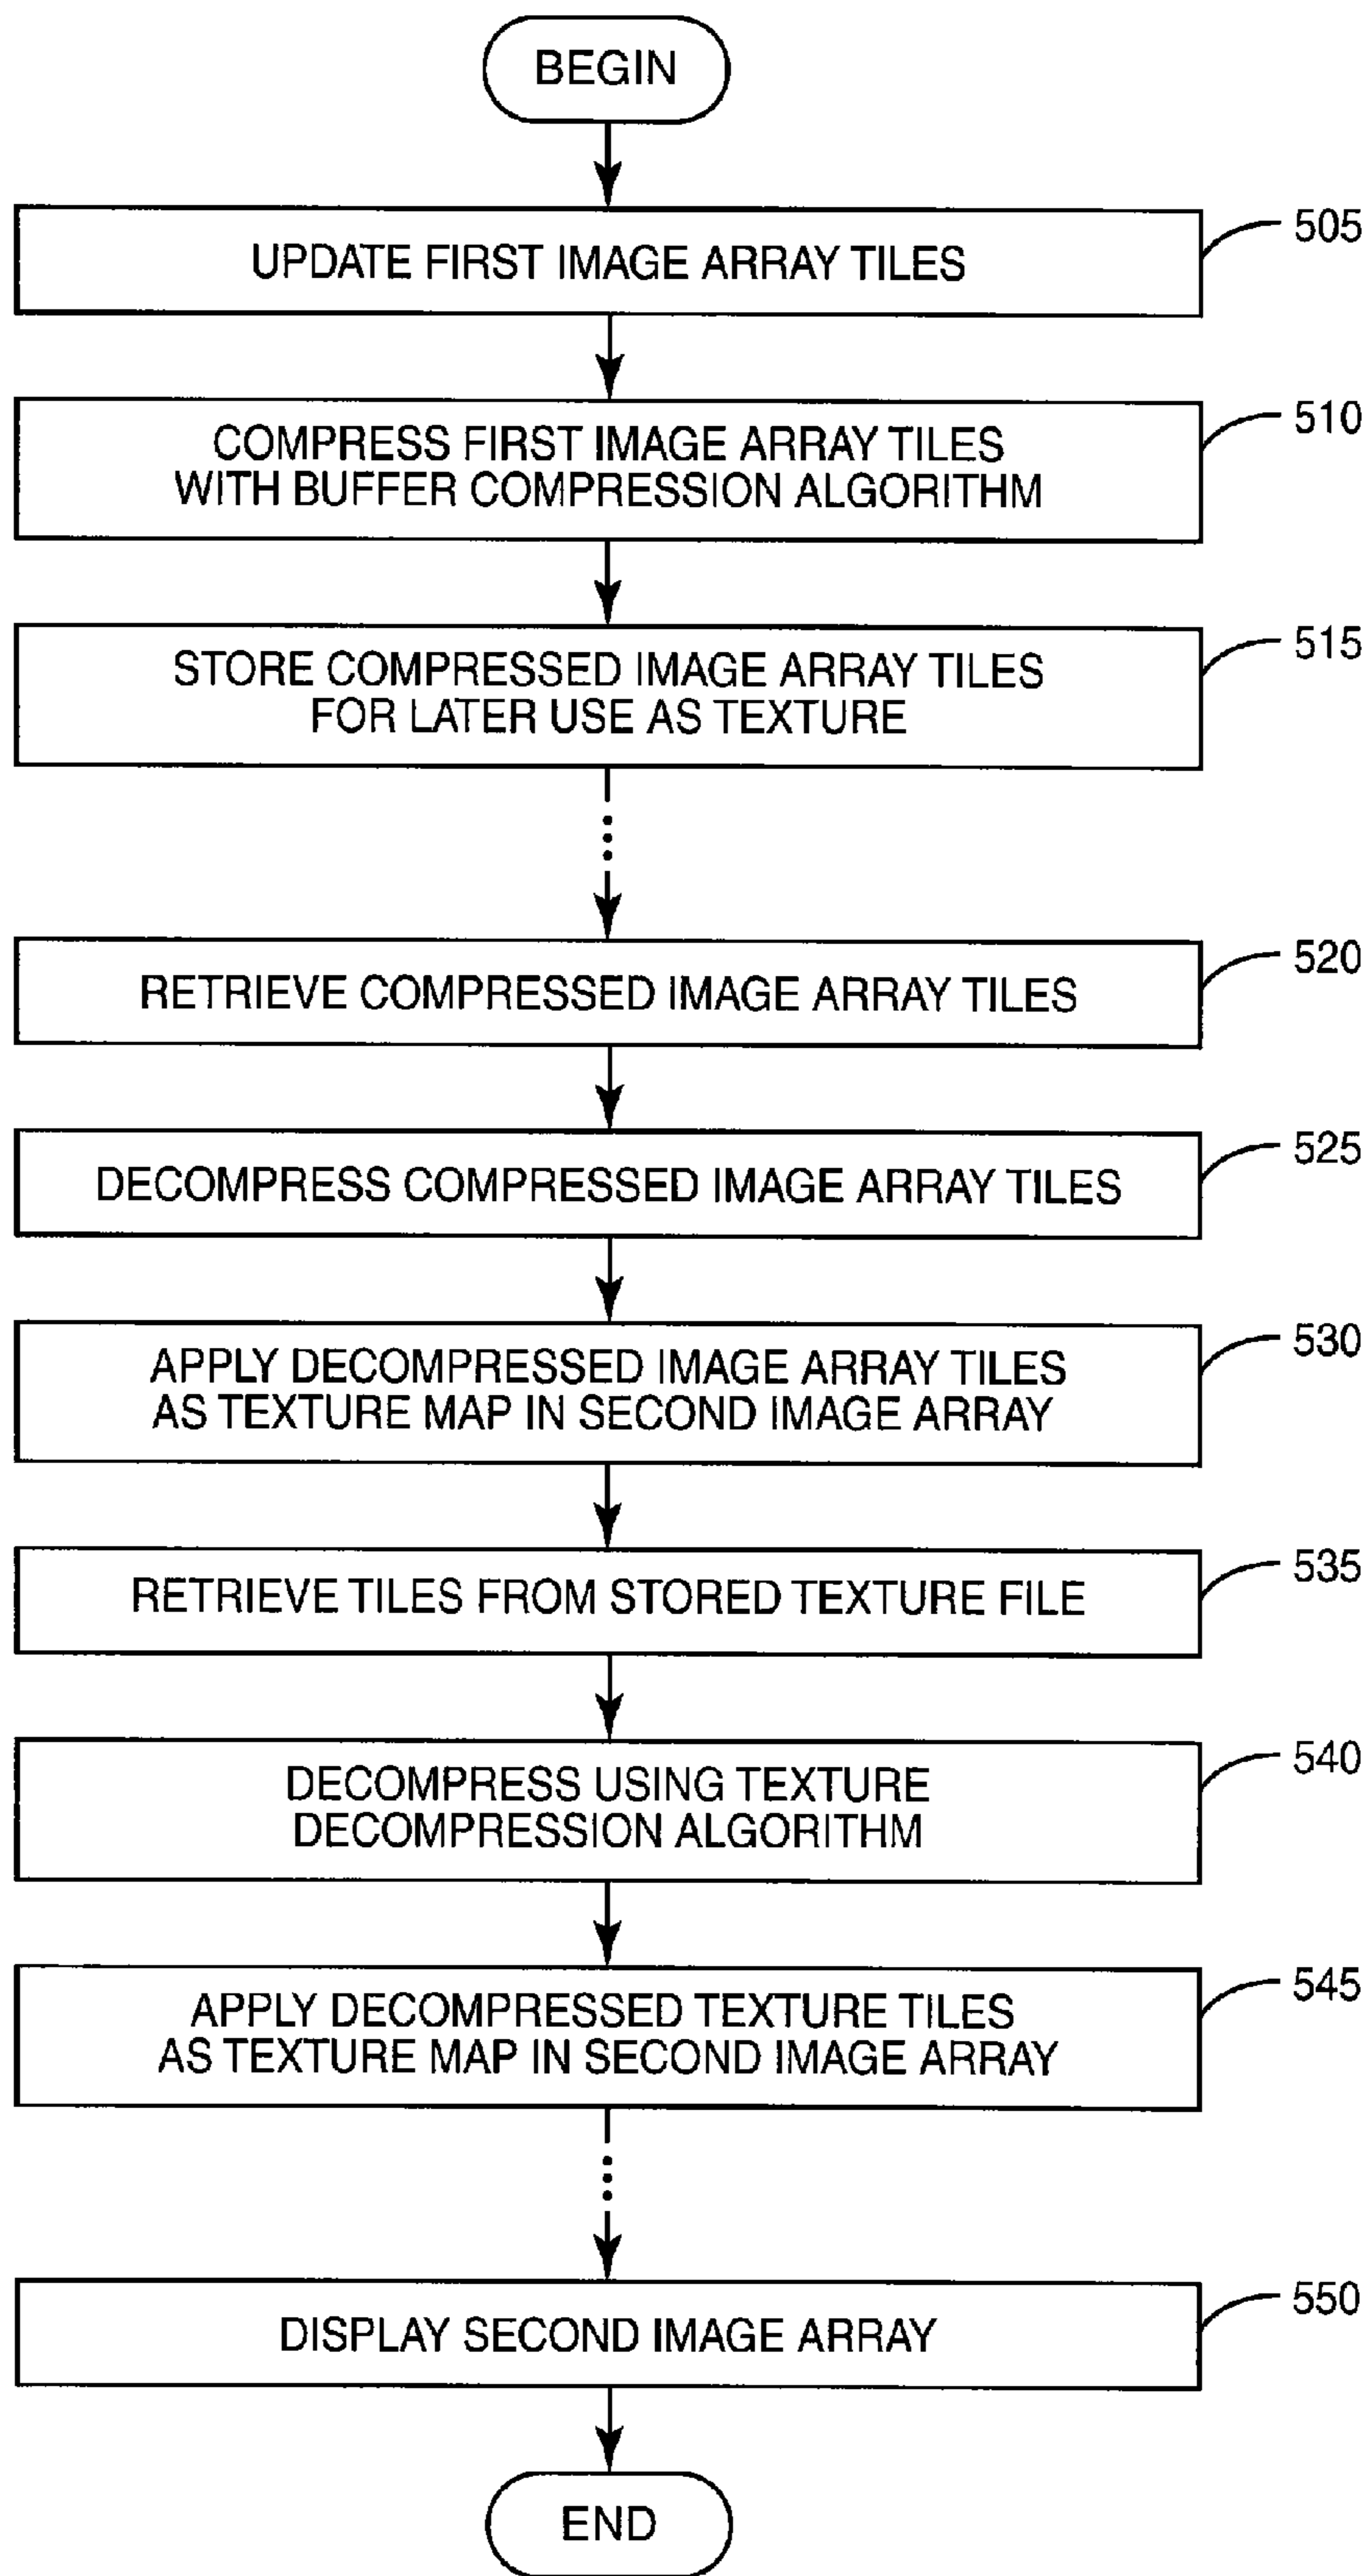 BEGIN
UPDATE FIRST IMAGE ARRAY TILES
505
COMPRESS FIRST IMAGE ARRAY TILES
WITH BUFFER COMPRESSION ALGORITHM
510
STORE COMPRESSED IMAGE ARRAY TILES
FOR LATER USE AS TEXTURE
515
RETRIEVE COMPRESSED IMAGE ARRAY TILES
520
DECOMPRESS COMPRESSED IMAGE ARRAY TILES
525
APPLY DECOMPRESSED IMAGE ARRAY TILES
AS TEXTURE MAP IN SECOND IMAGE ARRAY
530
RETRIEVE TILES FROM STORED TEXTURE FILE
535
DECOMPRESS USING TEXTURE
DECOMPRESSION ALGORITHM
540
APPLY DECOMPRESSED TEXTURE TILES
AS TEXTURE MAP IN SECOND IMAGE ARRAY
545
DISPLAY SECOND IMAGE ARRAY
550
END